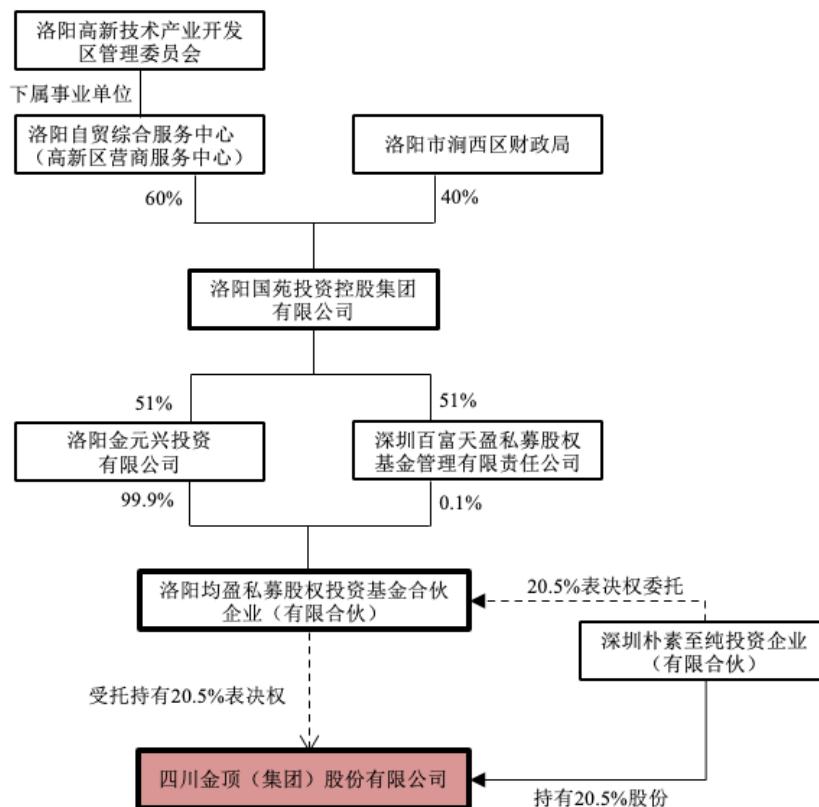 洛阳高新技术产业开发
区管理委员会
下属事业单位
洛阳自贸综合服务中心
（高新区营商服务中心）
洛阳市涧西区财政局
60%
40%
洛阳国苑投资控股集团
有限公司
51%
51%
洛阳金元兴投资
有限公司
深圳百富天盈私募股权
基金管理有限责任公司
99.9%
0.1%
洛阳均盈私募股权投资基金合伙
企业（有限合伙）
20.5%表决权委托
深圳朴素至纯投资企业
（有限合伙）
受托持有20.5%表决权
四川金顶（集团）股份有限公司
持有20.5%股份